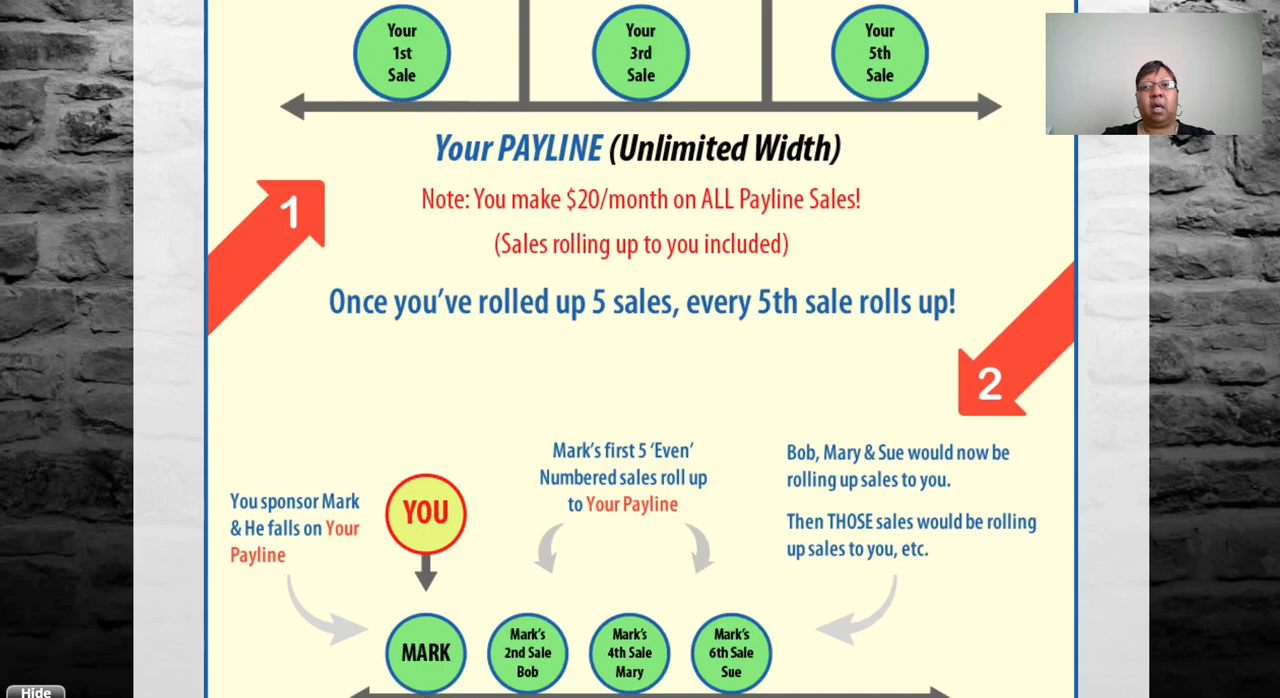 Your
1st
Sale
Your
3rd
Sale
Your
5th
Sale
Your PAYLINE (Unlimited Width)
1
Note: You make $20/month on ALL Payline Sales!
(Sales rolling up to you included)
Once you’ve rolled up 5 sales, every 5th sale rolls up!
2
You sponsor Mark
& He falls on Your
Payline
YOU
Mark’s first 5 ‘Even’
Numbered sales roll up
to Your Payline
Bob, Mary & Sue would now be
rolling up sales to you.
Then THOSE sales would be rolling
up sales to you, etc.
MARK
Mark’s
2nd Sale
Bob
Mark’s
4th Sale
Mary
Mark’s
6th Sale
Sue
Hide